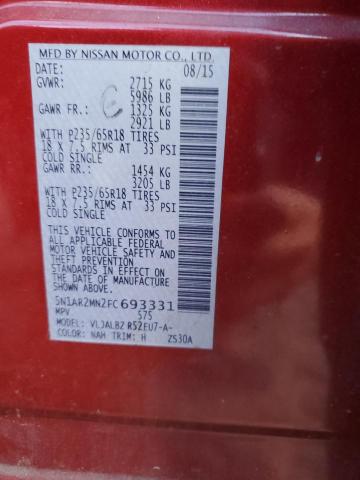 MFD BY NISSAN MOTOR CO., LTD.
DATE: 08/15
GVWR: 2715 KG
5986 LB
GAWR FR.: 1325 KG
2921 LB
WITH P235/65R18 TIRES
18 X 7.5 RIMS AT 33 PSI
COLD SINGLE
GAWR RR.: 1454 KG
3205 LB
WITH P235/65R18 TIRES
18 X 7.5 RIMS AT 33 PSI
COLD SINGLE
THIS VEHICLE CONFORMS TO
ALL APPLICABLE FEDERAL
MOTOR VEHICLE SAFETY
STANDARDS IN EFFECT ON THE
DATE OF MANUFACTURE
SHOWN ABOVE.
5N1AR2MN2FC693331
MPV 575
MODEL: VLJALBZ R52EU7-A-
COLOR: NAH TRIM: H ZS30A